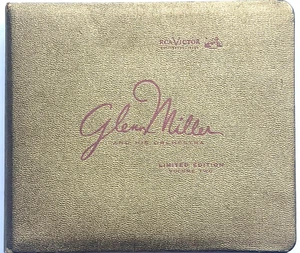 RCA VICTOR
Glenn Miller
AND HIS ORCHESTRA
LIMITED EDITION
VOLUME TWO